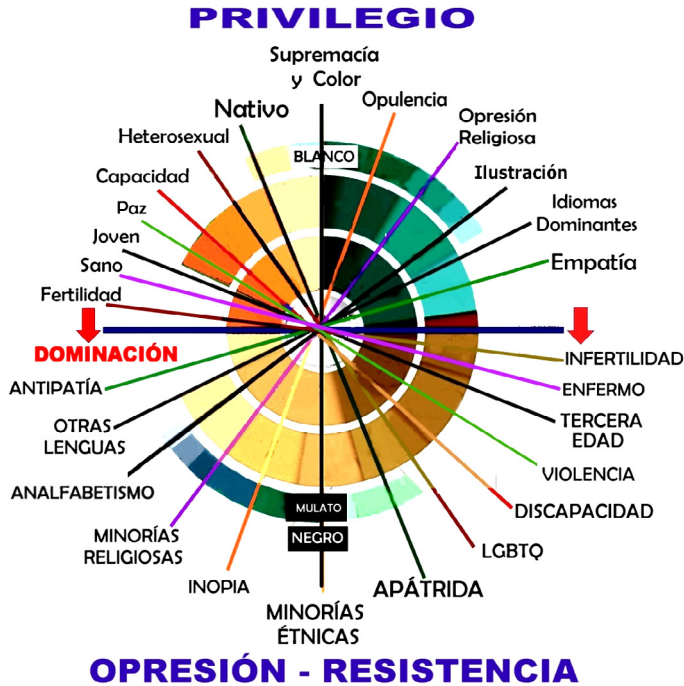 PRIVILEGIO
Supremacía
y Color
Opulencia
Nativo
Opresión
Religiosa
Heterosexual
BLANCO
Ilustración
Capacidad
Idiomas
Dominantes
Paz
Joven
Empatía
Sano
Fertilidad
DOMINACIÓN
INFERTILIDAD
ANTIPATÍA
ENFERMO
OTRAS
LENGUAS
TERCERA
EDAD
VIOLENCIA
ANALFABETISMO
DISCAPACIDAD
MULATO
MINORÍAS
RELIGIOSAS
NEGRO
LGBTQ
INOPIA
APÁTRIDA
MINORÍAS
ÉTNICAS
OPRESIÓN - RESISTENCIA